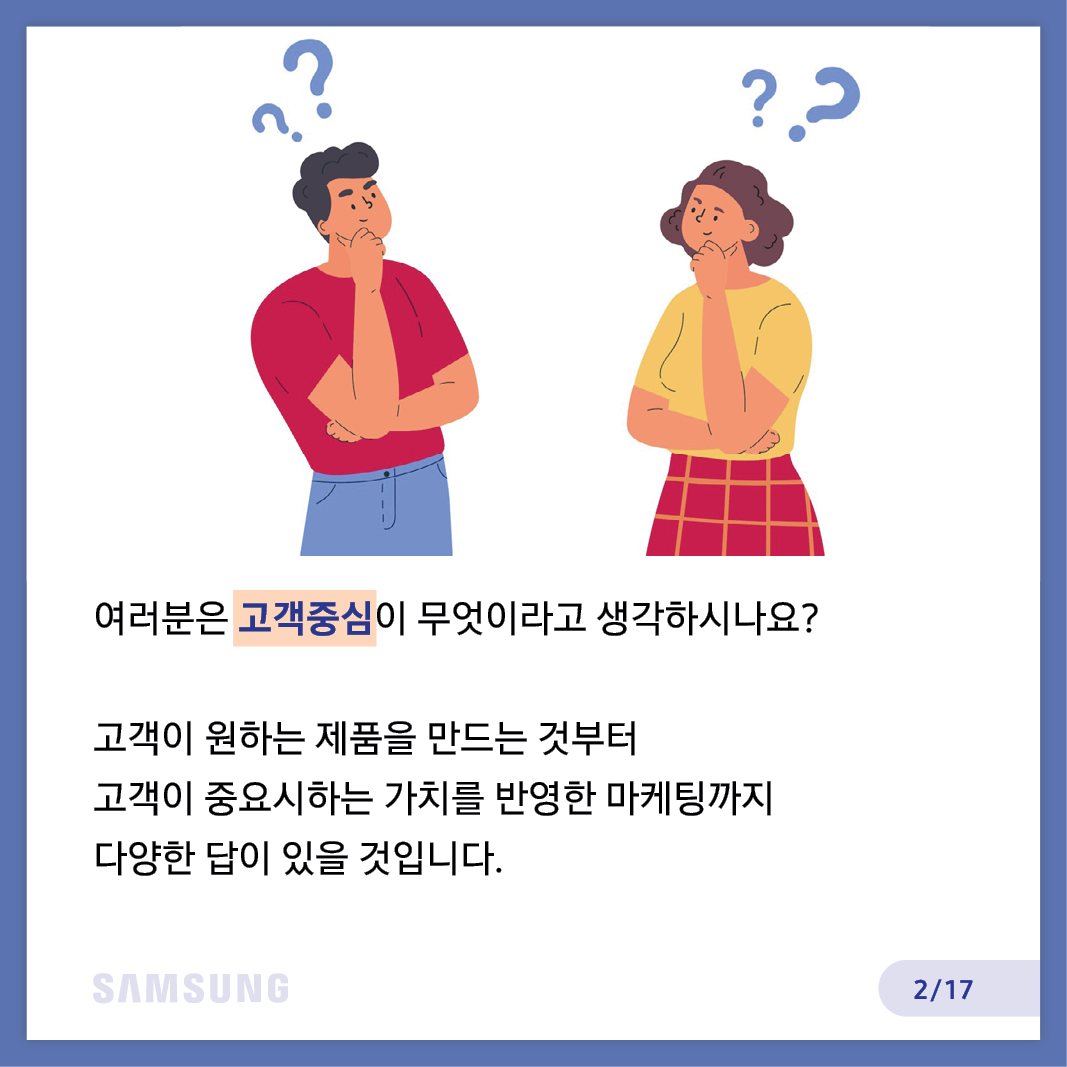 여러분은 고객중심이 무엇이라고 생각하시나요?
고객이 원하는 제품을 만드는 것부터
고객이 중요시하는 가치를 반영한 마케팅까지
다양한 답이 있을 것입니다.
SAMSUNG
2/17